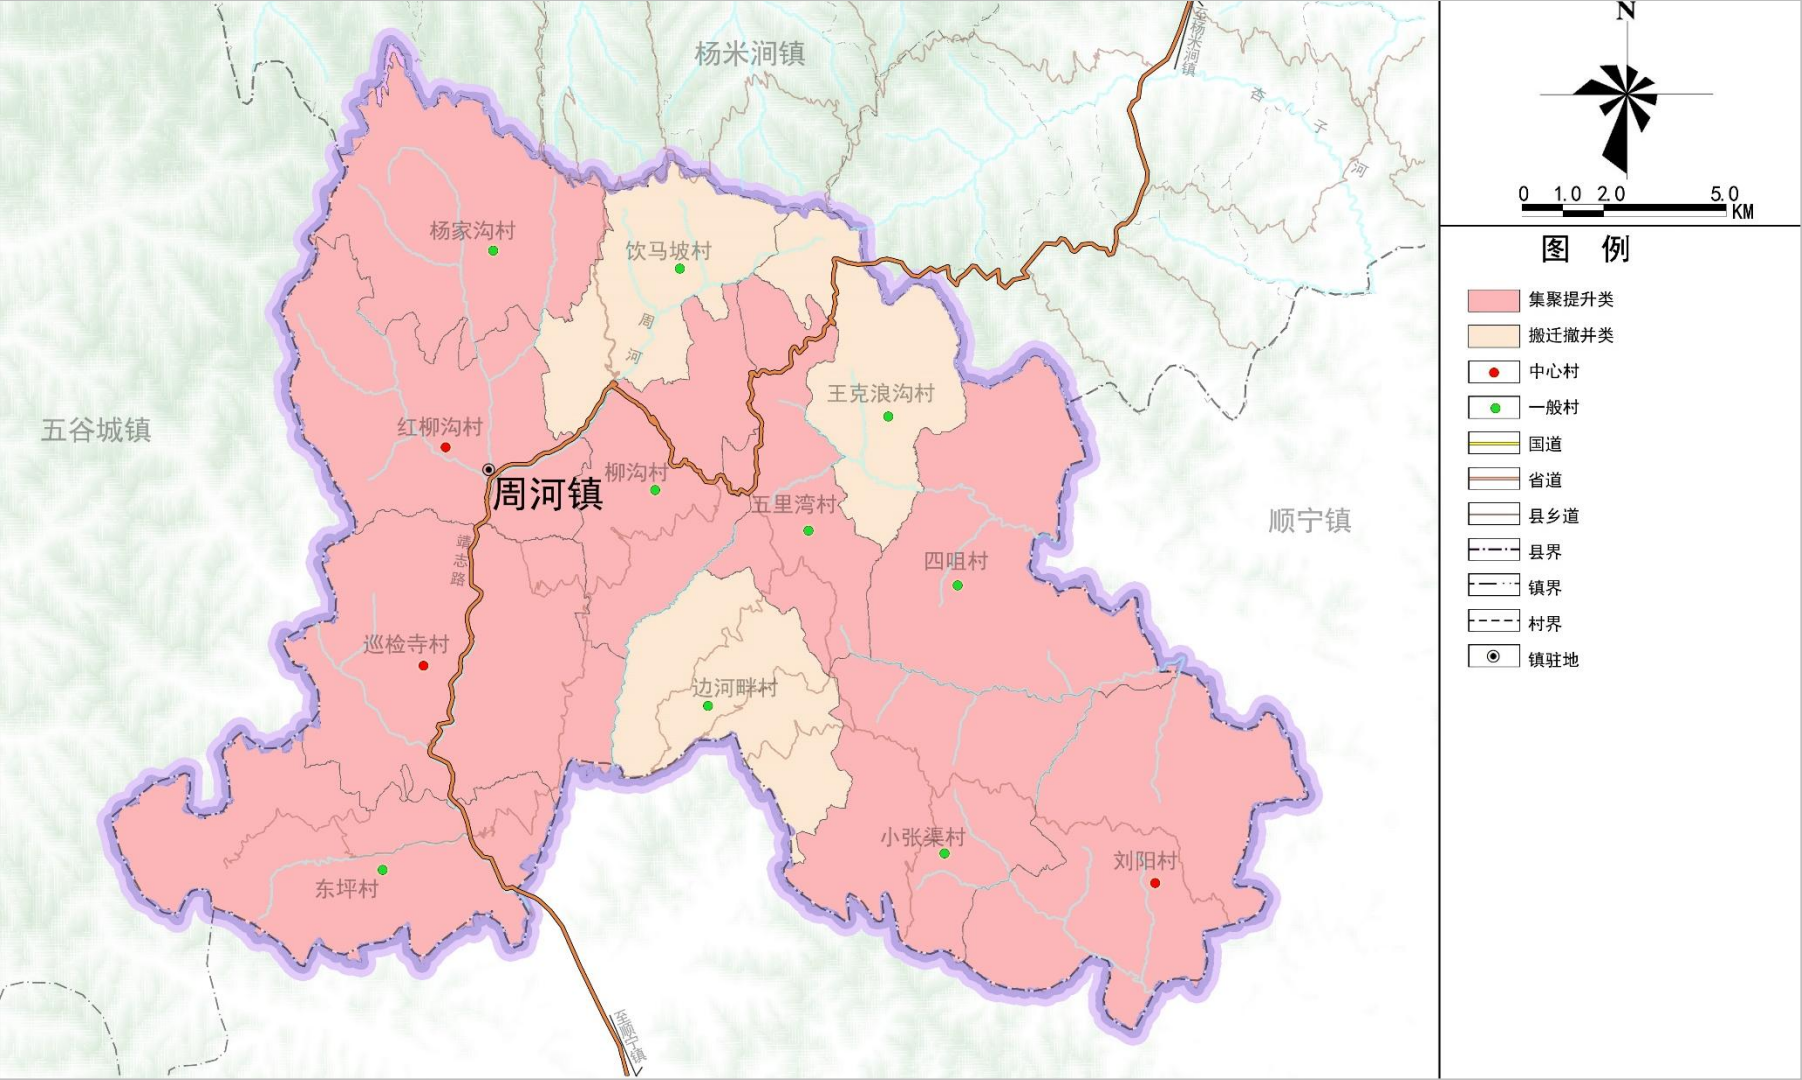 杨米涧镇
至杨米涧镇
杏子河
杨家沟村
饮马坡村
周河
王克浪沟村
五谷城镇
红柳沟村
柳沟村
周河镇
五里湾村
顺宁镇
靖志路
四咀村
巡检寺村
边河畔村
小张渠村
刘阳村
东坪村
至顺宁镇
N
0 1.0 2.0 5.0
KM
图 例
集聚提升类
搬迁撤并类
中心村
一般村
国道
省道
县乡道
县界
镇界
村界
镇驻地